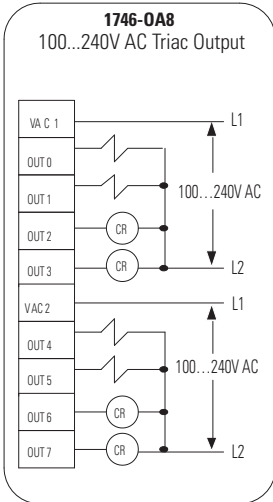 1746-OA8
100...240V AC Triac Output
VA C 1
L1
OUT 0
OUT 1
100...240V AC
OUT 2
CR
OUT 3
CR
L2
VAC 2
L1
OUT 4
OUT 5
100...240V AC
OUT 6
CR
OUT 7
CR
L2